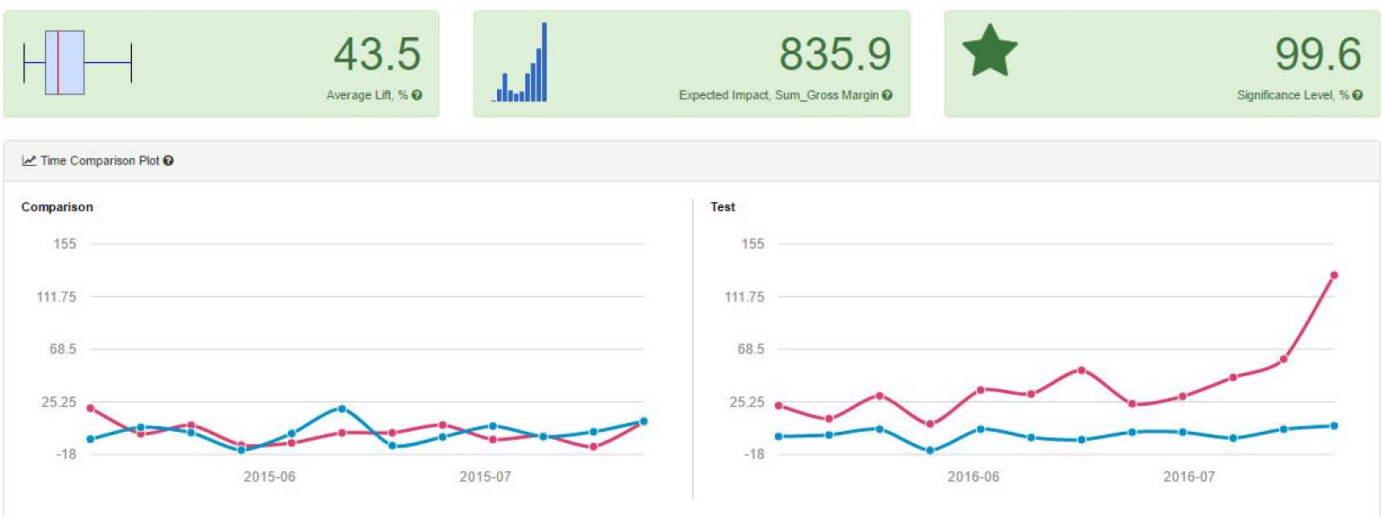 43.5
Average Lift, %
835.9
Expected Impact, Sum_Gross Margin
99.6
Significance Level, %
Time Comparison Plot
Comparison
155
111.75
68.5
25.25
-18
2015-06 2015-07
Test
155
111.75
68.5
25.25
-18
2016-06 2016-07